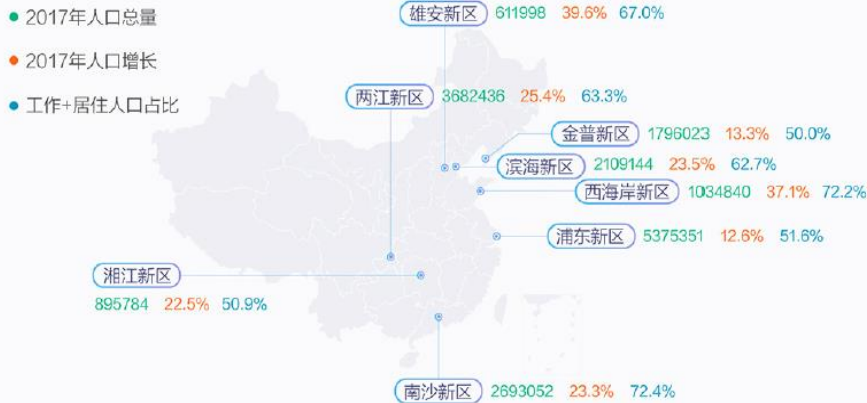 2017年人口总量
2017年人口增长
工作+居住人口占比
雄安新区 611998 39.6% 67.0%
两江新区 3682436 25.4% 63.3%
金普新区 1796023 13.3% 50.0%
滨海新区 2109144 23.5% 62.7%
西海岸新区 1034840 37.1% 72.2%
浦东新区 5375351 12.6% 51.6%
湘江新区
895784 22.5% 50.9%
南沙新区 2693052 23.3% 72.4%